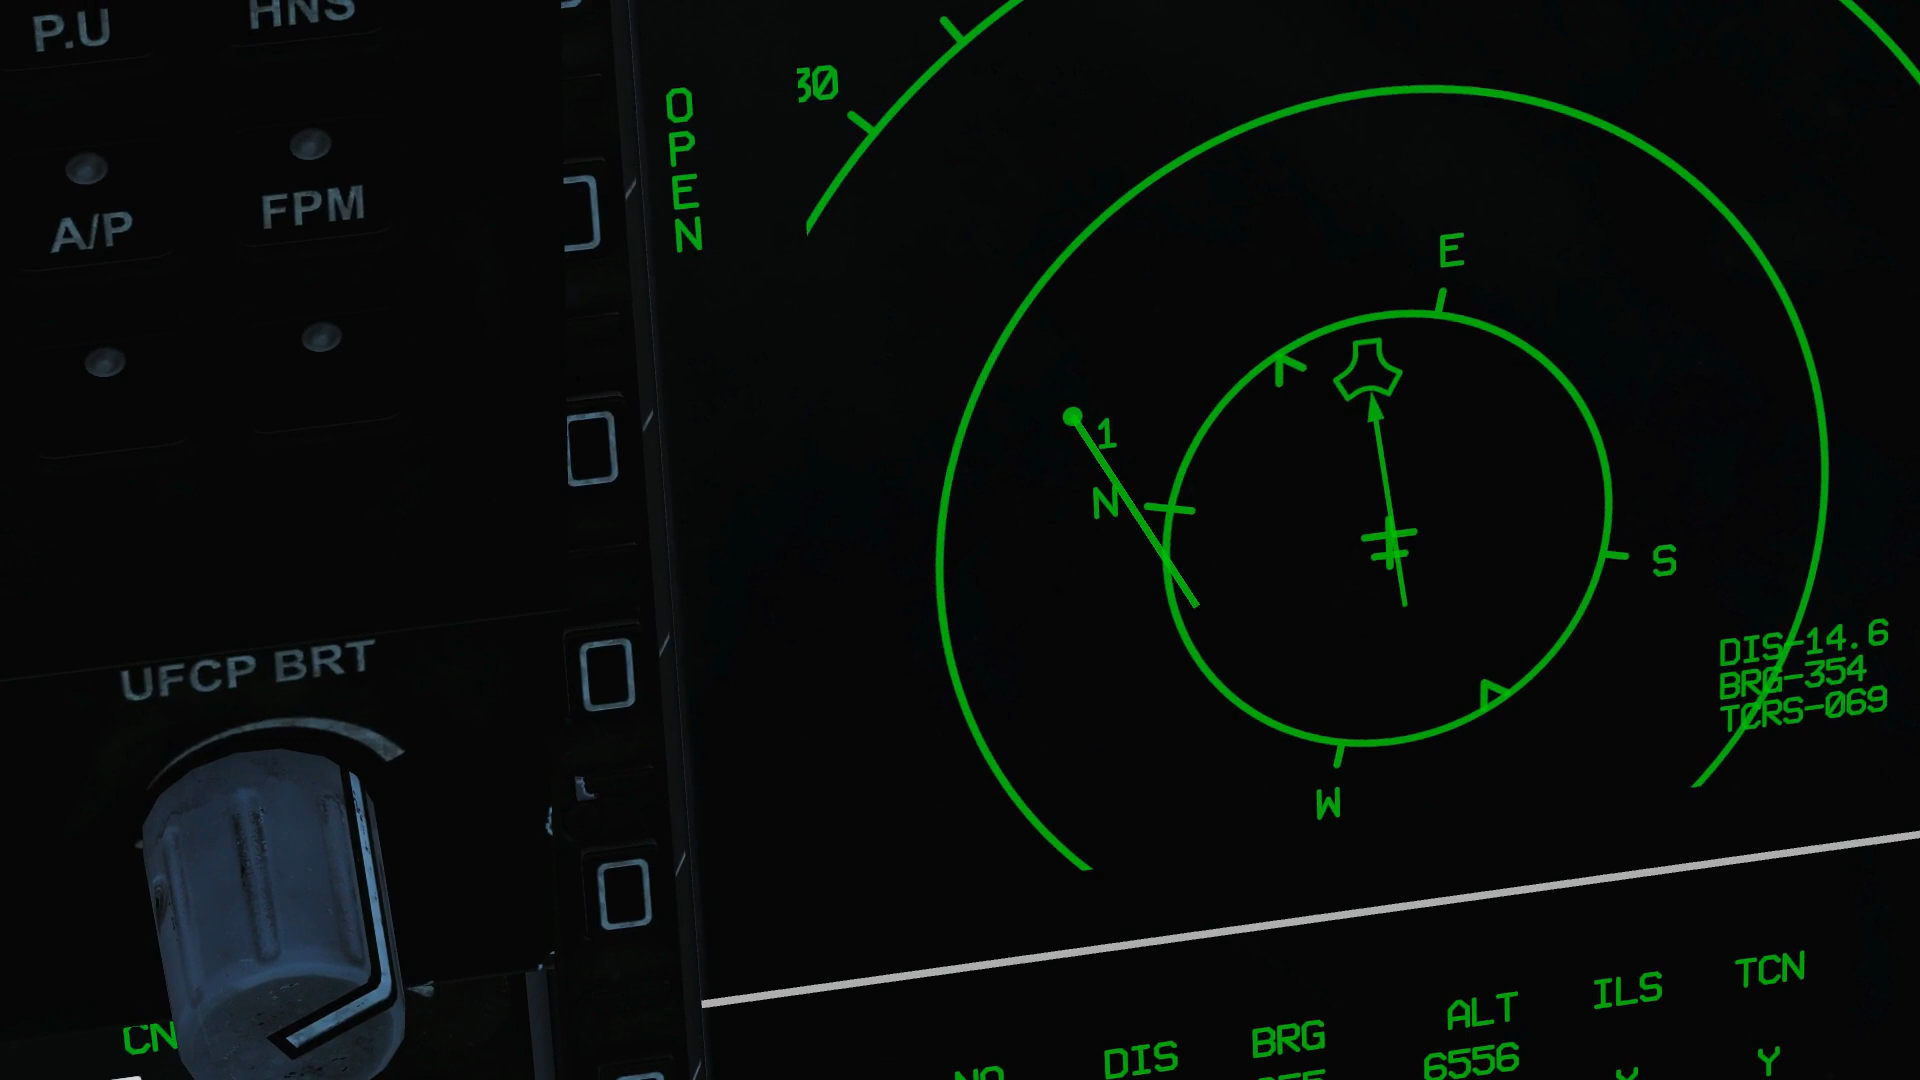 P.U
HNS
A/P
FPM
UFCP BRT
CN
OPEN
30
E
1
N
S
W
DIS-14.6
BRG-354
TCRS-069
DIS
BRG
ALT
ILS
TCN
6556
Y